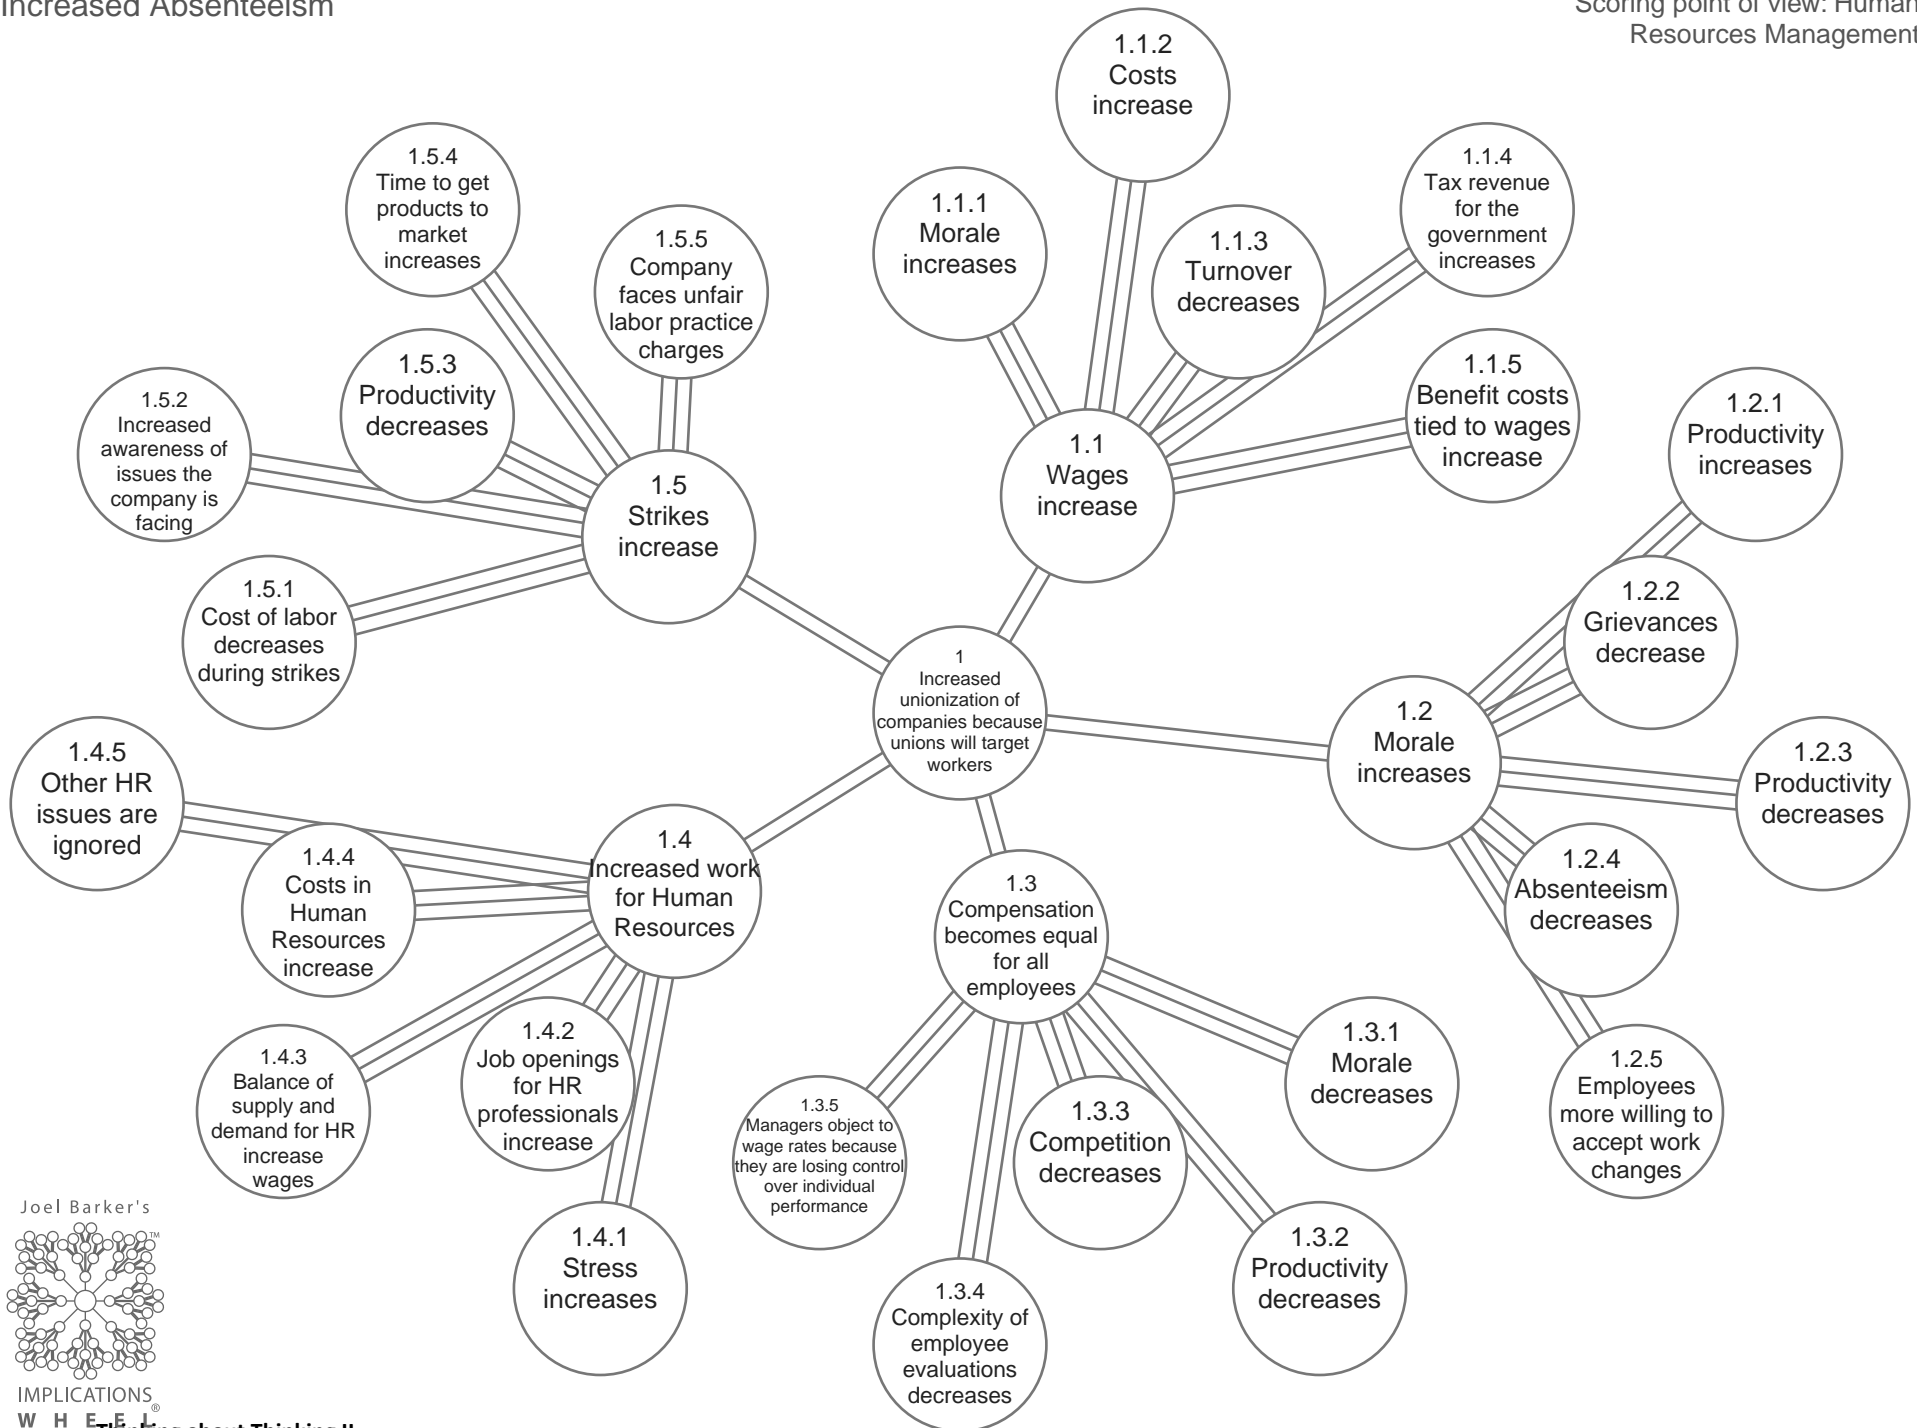 Increased Absenteeism
Scoring point of view: Human
Resources Management
1.1.2
Costs
increase
1.5.4
Time to get
products to
market
increases
1.1.4
Tax revenue
for the
government
increases
1.1.1
Morale
increases
1.5.5
Company
faces unfair
labor practice
charges
1.1.3
Turnover
decreases
1.5.3
Productivity
decreases
1.1.5
Benefit costs
tied to wages
increase
1.5.2
Increased
awareness of
issues the
company is
facing
1.2.1
Productivity
increases
1.1
Wages
increase
1.5
Strikes
increase
1.5.1
Cost of labor
decreases
during strikes
1.2.2
Grievances
decrease
1
Increased
unionization of
companies because
unions will target
workers
1.2
Morale
increases
1.2.3
Productivity
decreases
1.4.5
Other HR
issues are
ignored
1.4
Increased work
for Human
Resources
1.4.4
Costs in
Human
Resources
increase
1.3
Compensation
becomes equal
for all
employees
1.2.4
Absenteeism
decreases
1.4.3
Balance of
supply and
demand for HR
increase
wages
1.4.2
Job openings
for HR
professionals
increase
1.3.1
Morale
decreases
1.2.5
Employees
more willing to
accept work
changes
1.3.5
Managers object to
wage rates because
they are losing control
over individual
performance
1.3.3
Competition
decreases
1.4.1
Stress
increases
1.3.4
Complexity of
employee
evaluations
decreases
1.3.2
Productivity
decreases
Joel Barker's
™
IMPLICATIONS
WHEEL®
Thinking about Thinking II